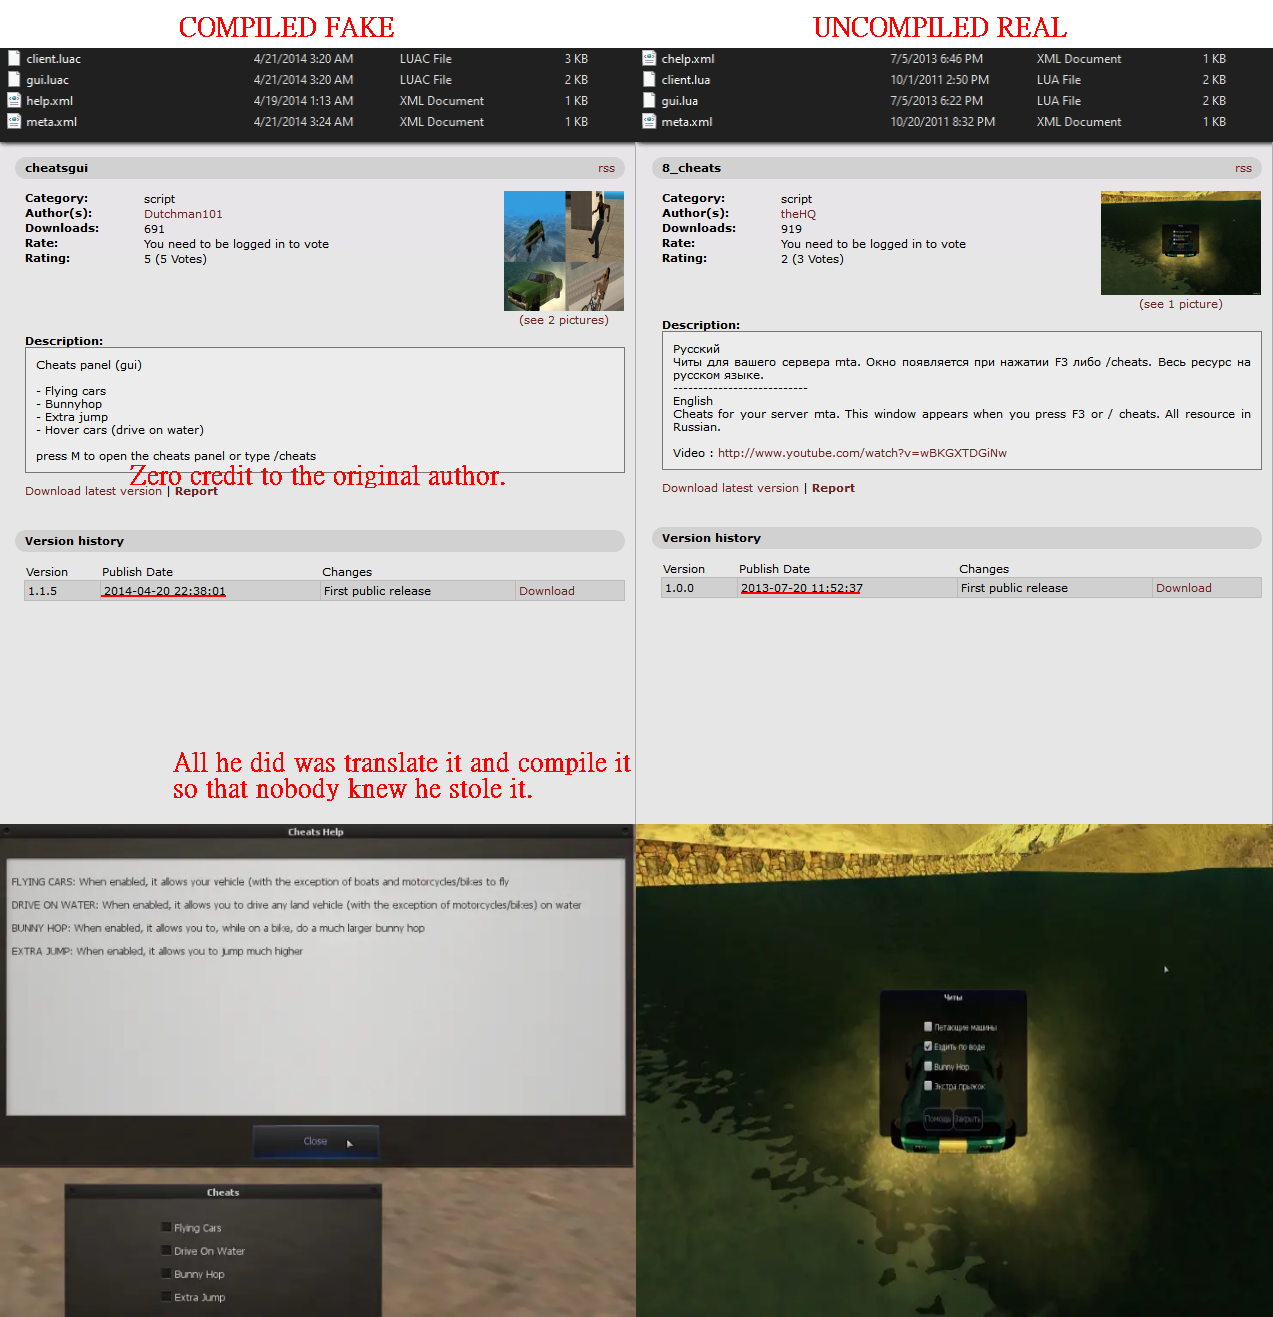 COMPILED FAKE
client.luac 4/21/2014 3:20 AM LUAC File 3 KB
gui.luac 4/21/2014 3:20 AM LUAC File 2 KB
help.xml 4/19/2014 1:13 AM XML Document 1 KB
meta.xml 4/21/2014 3:24 AM XML Document 1 KB
cheatsgui rss
Category: script
Author(s): Dutchman101
Downloads: 691
Rate: You need to be logged in to vote
Rating: 5 (5 Votes)
(see 2 pictures)
Description:
Cheats panel (gui)
- Flying cars
- Bunnyhop
- Extra jump
- Hover cars (drive on water)
press M to open the cheats panel or type /cheats
Zero credit to the original author.
Download latest version | Report
Version history
Version Publish Date Changes
1.1.5 2014-04-20 22:38:01 First public release Download
All he did was translate it and compile it
so that nobody knew he stole it.
Cheats Help
FLYING CARS: When enabled, it allows your vehicle (with the exception of boats and motorcycles/bikes to fly
DRIVE ON WATER: When enabled, it allows you to drive any land vehicle (with the exception of motorcycles/bikes) on water
BUNNY HOP: When enabled, it allows you to, while on a bike, do a much larger bunny hop
EXTRA JUMP: When enabled, it allows you to jump much higher
Close
Cheats
Flying Cars
Drive On Water
Bunny Hop
Extra Jump
UNCOMPILED REAL
chelp.xml 7/5/2013 6:46 PM XML Document 1 KB
client.lua 10/1/2011 2:50 PM LUA File 2 KB
gui.lua 7/5/2013 6:22 PM LUA File 2 KB
meta.xml 10/20/2011 8:32 PM XML Document 1 KB
8_cheats rss
Category: script
Author(s): theHQ
Downloads: 919
Rate: You need to be logged in to vote
Rating: 2 (3 Votes)
(see 1 picture)
Description:
Русский
Читы для вашего сервера mta. Окно появляется при нажатии F3 либо /cheats. Весь ресурс на
русском языке.
---------------------------
English
Cheats for your server mta. This window appears when you press F3 or / cheats. All resource in
Russian.
Video : http://www.youtube.com/watch?v=wBKGXTDGiNw
Download latest version | Report
Version history
Version Publish Date Changes
1.0.0 2013-07-20 11:52:37 First public release Download
Читы
Летающие машины
Ездить по воде
Bunny Hop
Экстра прыжок
Помощь Закрыть